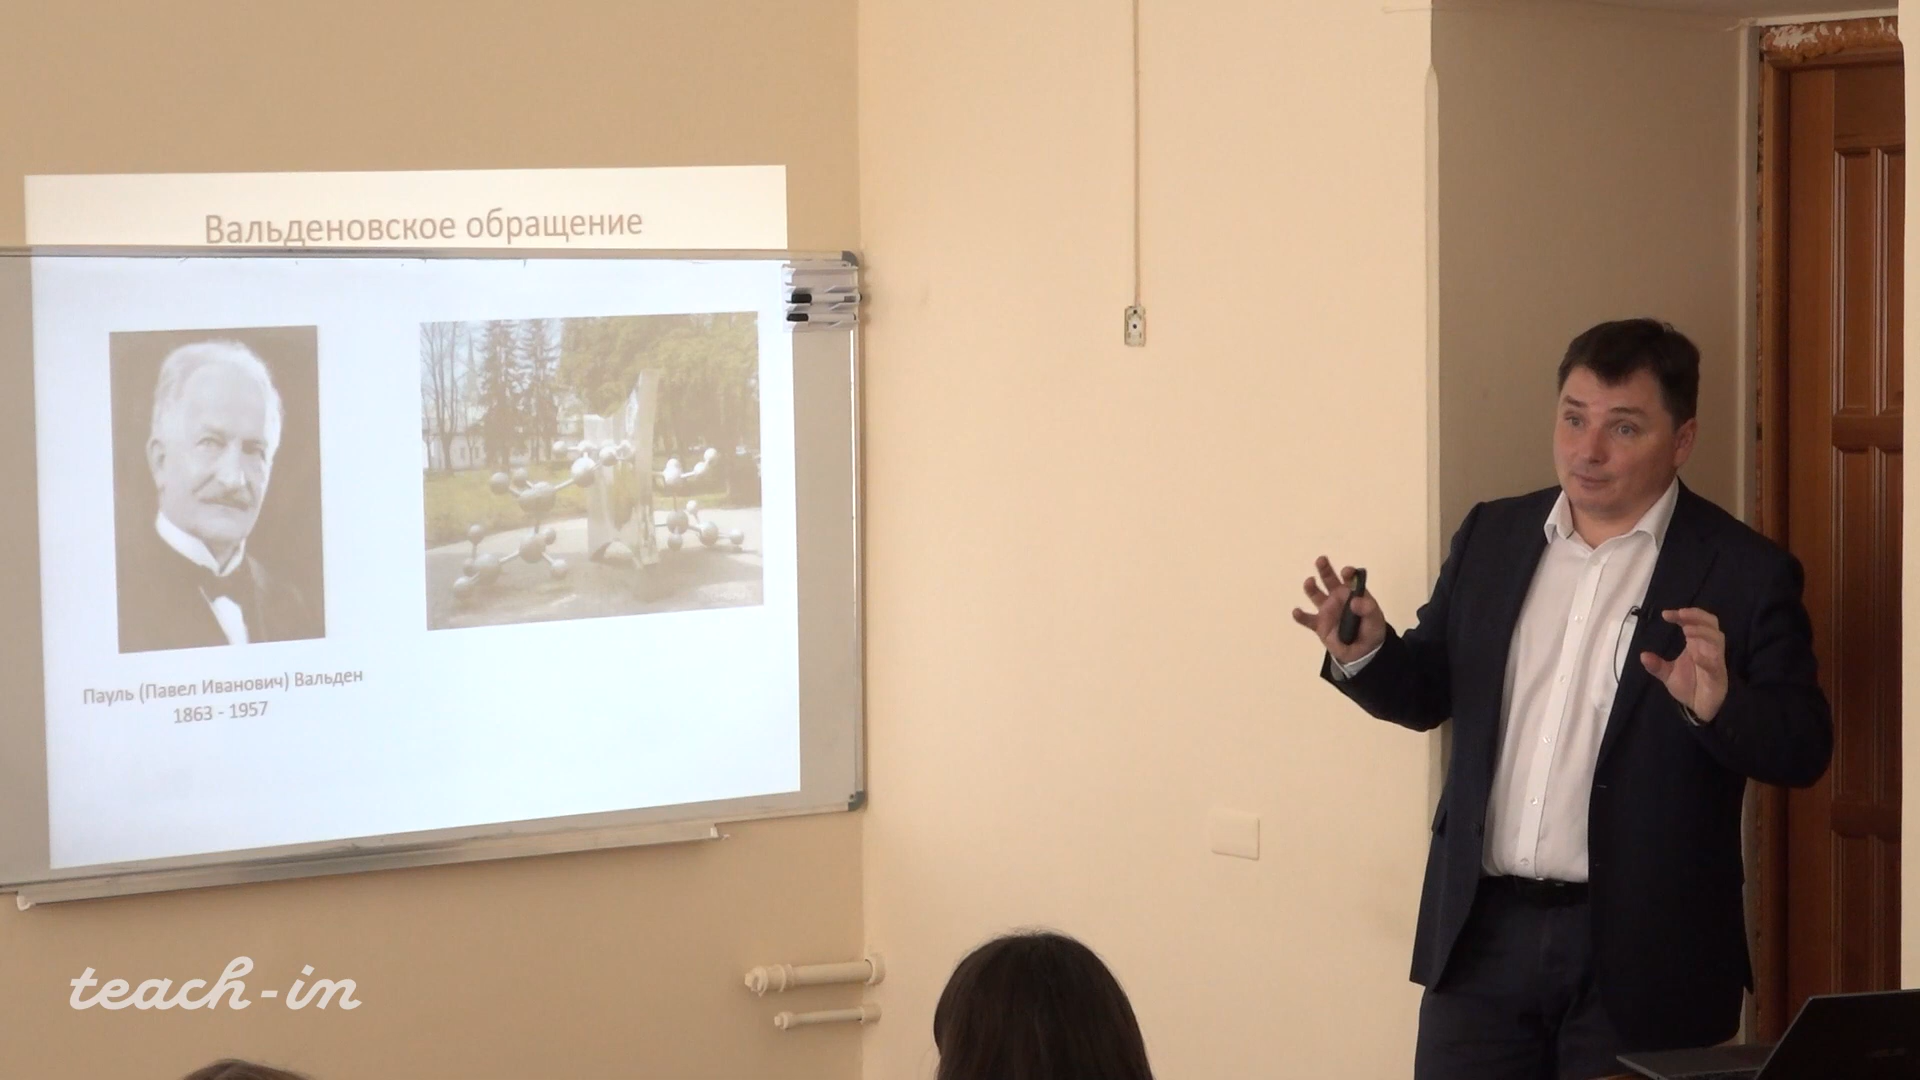 Вальденовское обращение
Пауль (Павел Иванович) Вальден
1863 - 1957
teach-in